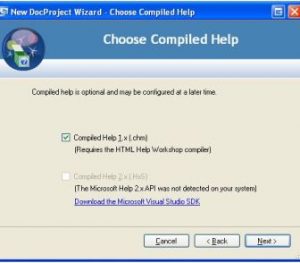 New DocProject Wizard - Choose Compiled Help
Choose Compiled Help
Compiled help is optional and may be configured at a later time.
Compiled Help 1.x (.chm)
(Requires the HTML Help Workshop compiler)
Compiled Help 2.x (.HxS)
(The Microsoft Help 2.x API was not detected on your system)
Download the Microsoft Visual Studio SDK
Cancel
< Back
Next >